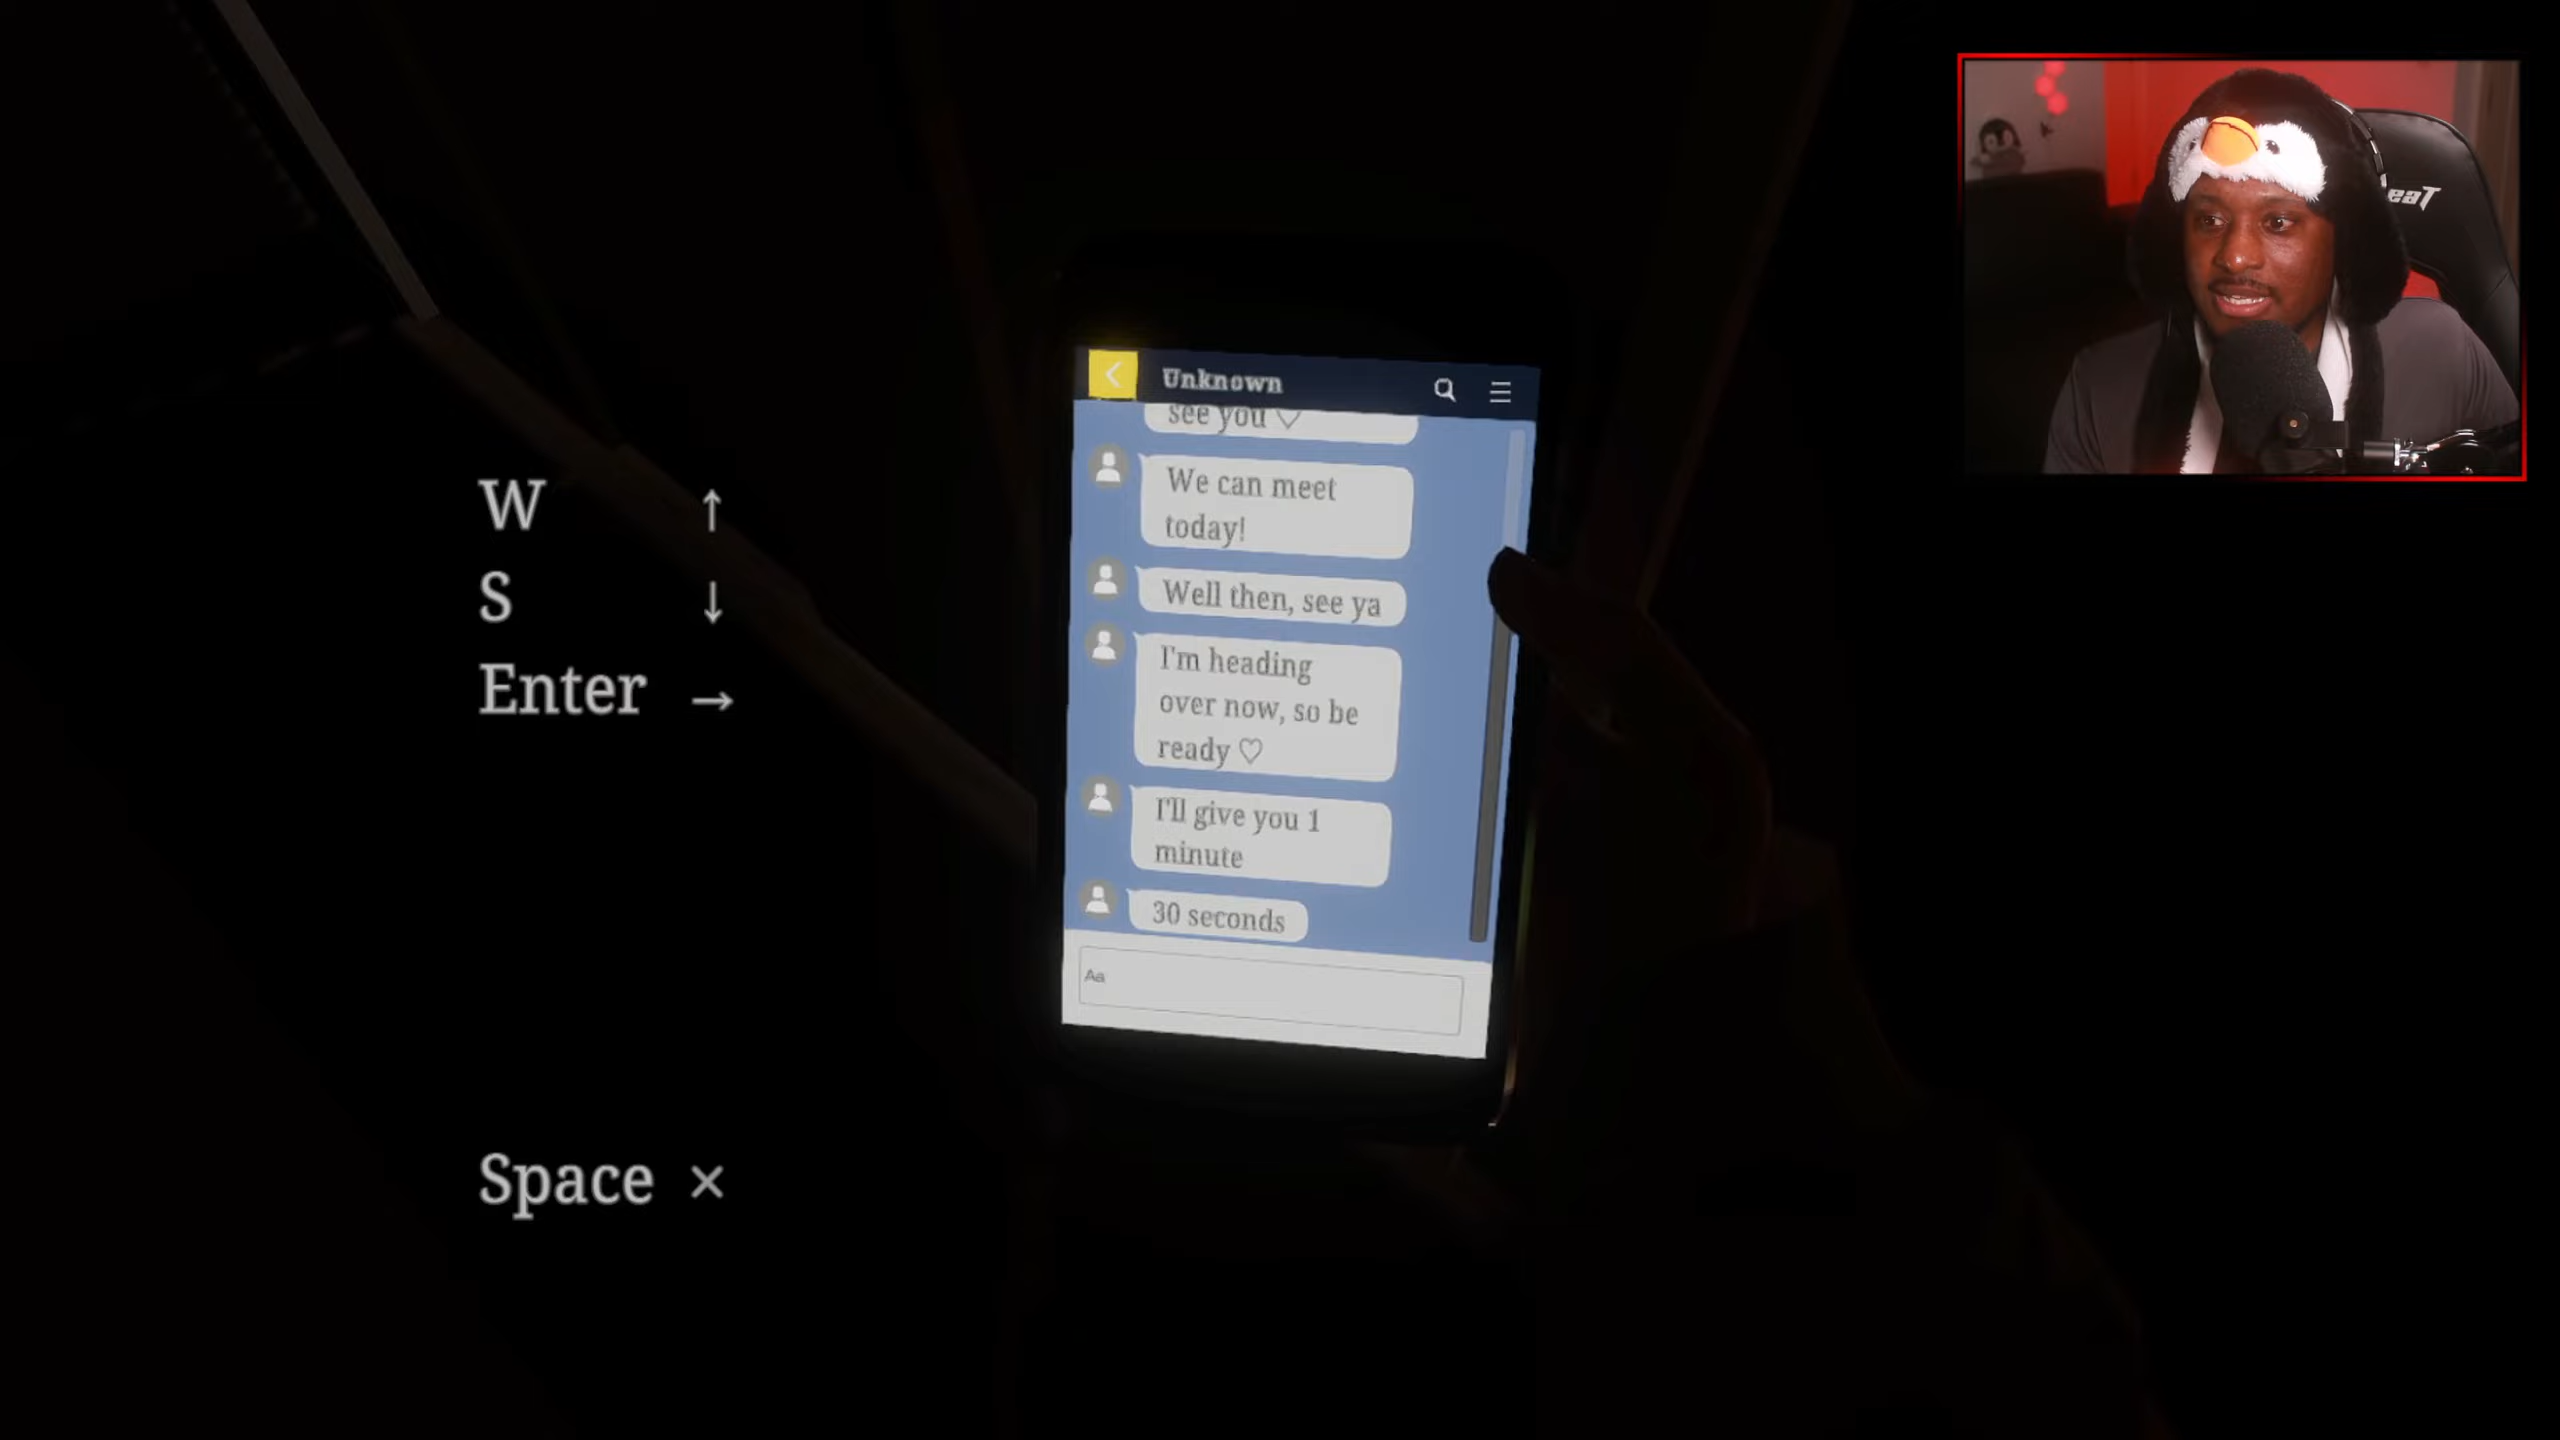 Unknown
see you ♡
We can meet
today!
Well then, see ya
I'm heading
over now, so be
ready ♡
I'll give you 1
minute
30 seconds
Aa
W ↑
S ↓
Enter →
Space ×
eaT